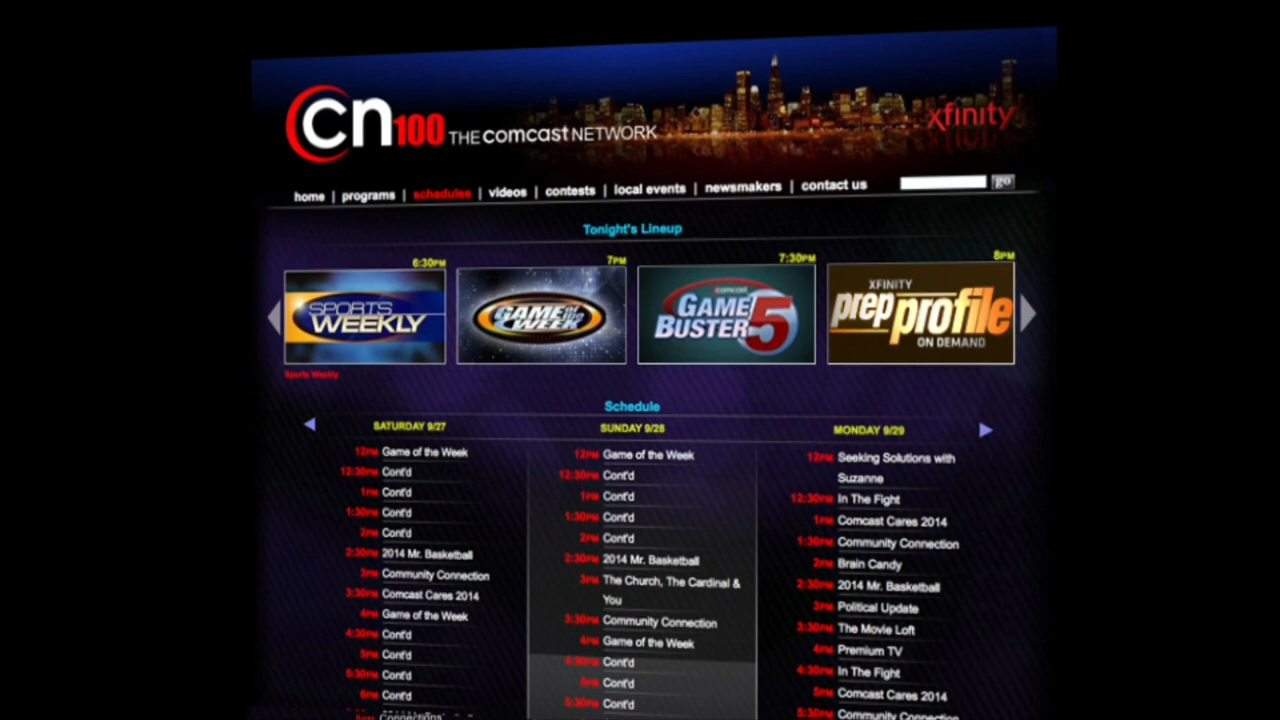 cn100 THE comcast NETWORK
xfinity
home | programs | schedules | videos | contests | local events | newsmakers | contact us
go
Tonight's Lineup
6:30PM 7PM 7:30PM 8PM
SPORTS WEEKLY
GAME of the WEEK
comcast GAME BUSTER 5
XFINITY prep profile ON DEMAND
Sports Weekly
Schedule
SATURDAY 9/27
12PM Game of the Week
12:30PM Cont'd
1PM Cont'd
1:30PM Cont'd
2PM Cont'd
2:30PM 2014 Mr. Basketball
3PM Community Connection
3:30PM Comcast Cares 2014
4PM Game of the Week
4:30PM Cont'd
5PM Cont'd
5:30PM Cont'd
6PM Cont'd
SUNDAY 9/28
12PM Game of the Week
12:30PM Cont'd
1PM Cont'd
1:30PM Cont'd
2PM Cont'd
2:30PM 2014 Mr. Basketball
3PM The Church, The Cardinal &
You
3:30PM Community Connection
4PM Game of the Week
4:30PM Cont'd
5PM Cont'd
5:30PM Cont'd
MONDAY 9/29
12PM Seeking Solutions with
Suzanne
12:30PM In The Fight
1PM Comcast Cares 2014
1:30PM Community Connection
2PM Brain Candy
2:30PM 2014 Mr. Basketball
3PM Political Update
3:30PM The Movie Loft
4PM Premium TV
4:30PM In The Fight
5PM Comcast Cares 2014
5:30PM Community Connection